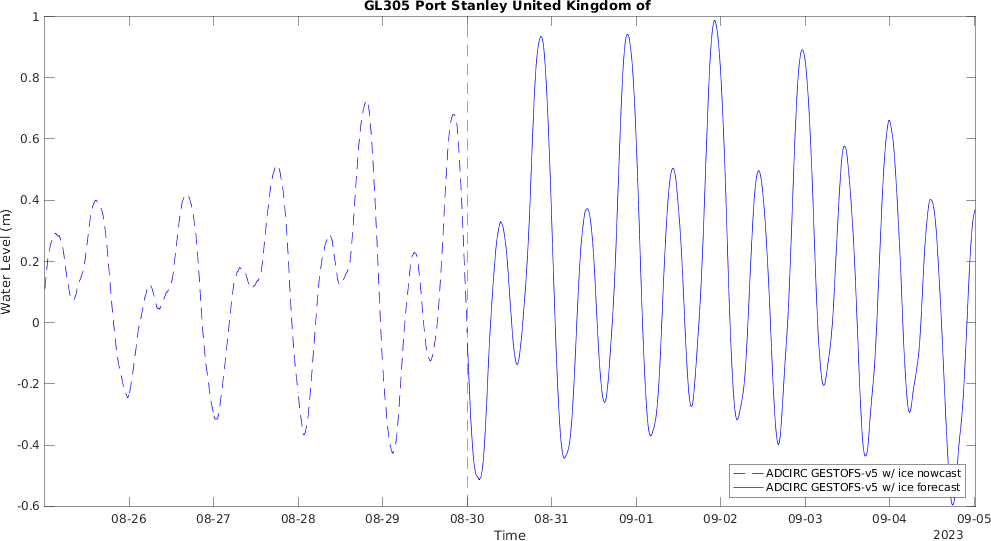 GL305 Port Stanley United Kingdom of
Water Level (m)
1
0.8
0.6
0.4
0.2
0
-0.2
-0.4
-0.6
ADCIRC GESTOFS-v5 w/ ice nowcast
ADCIRC GESTOFS-v5 w/ ice forecast
08-26 08-27 08-28 08-29 08-30 08-31 09-01 09-02 09-03 09-04 09-05
Time
2023